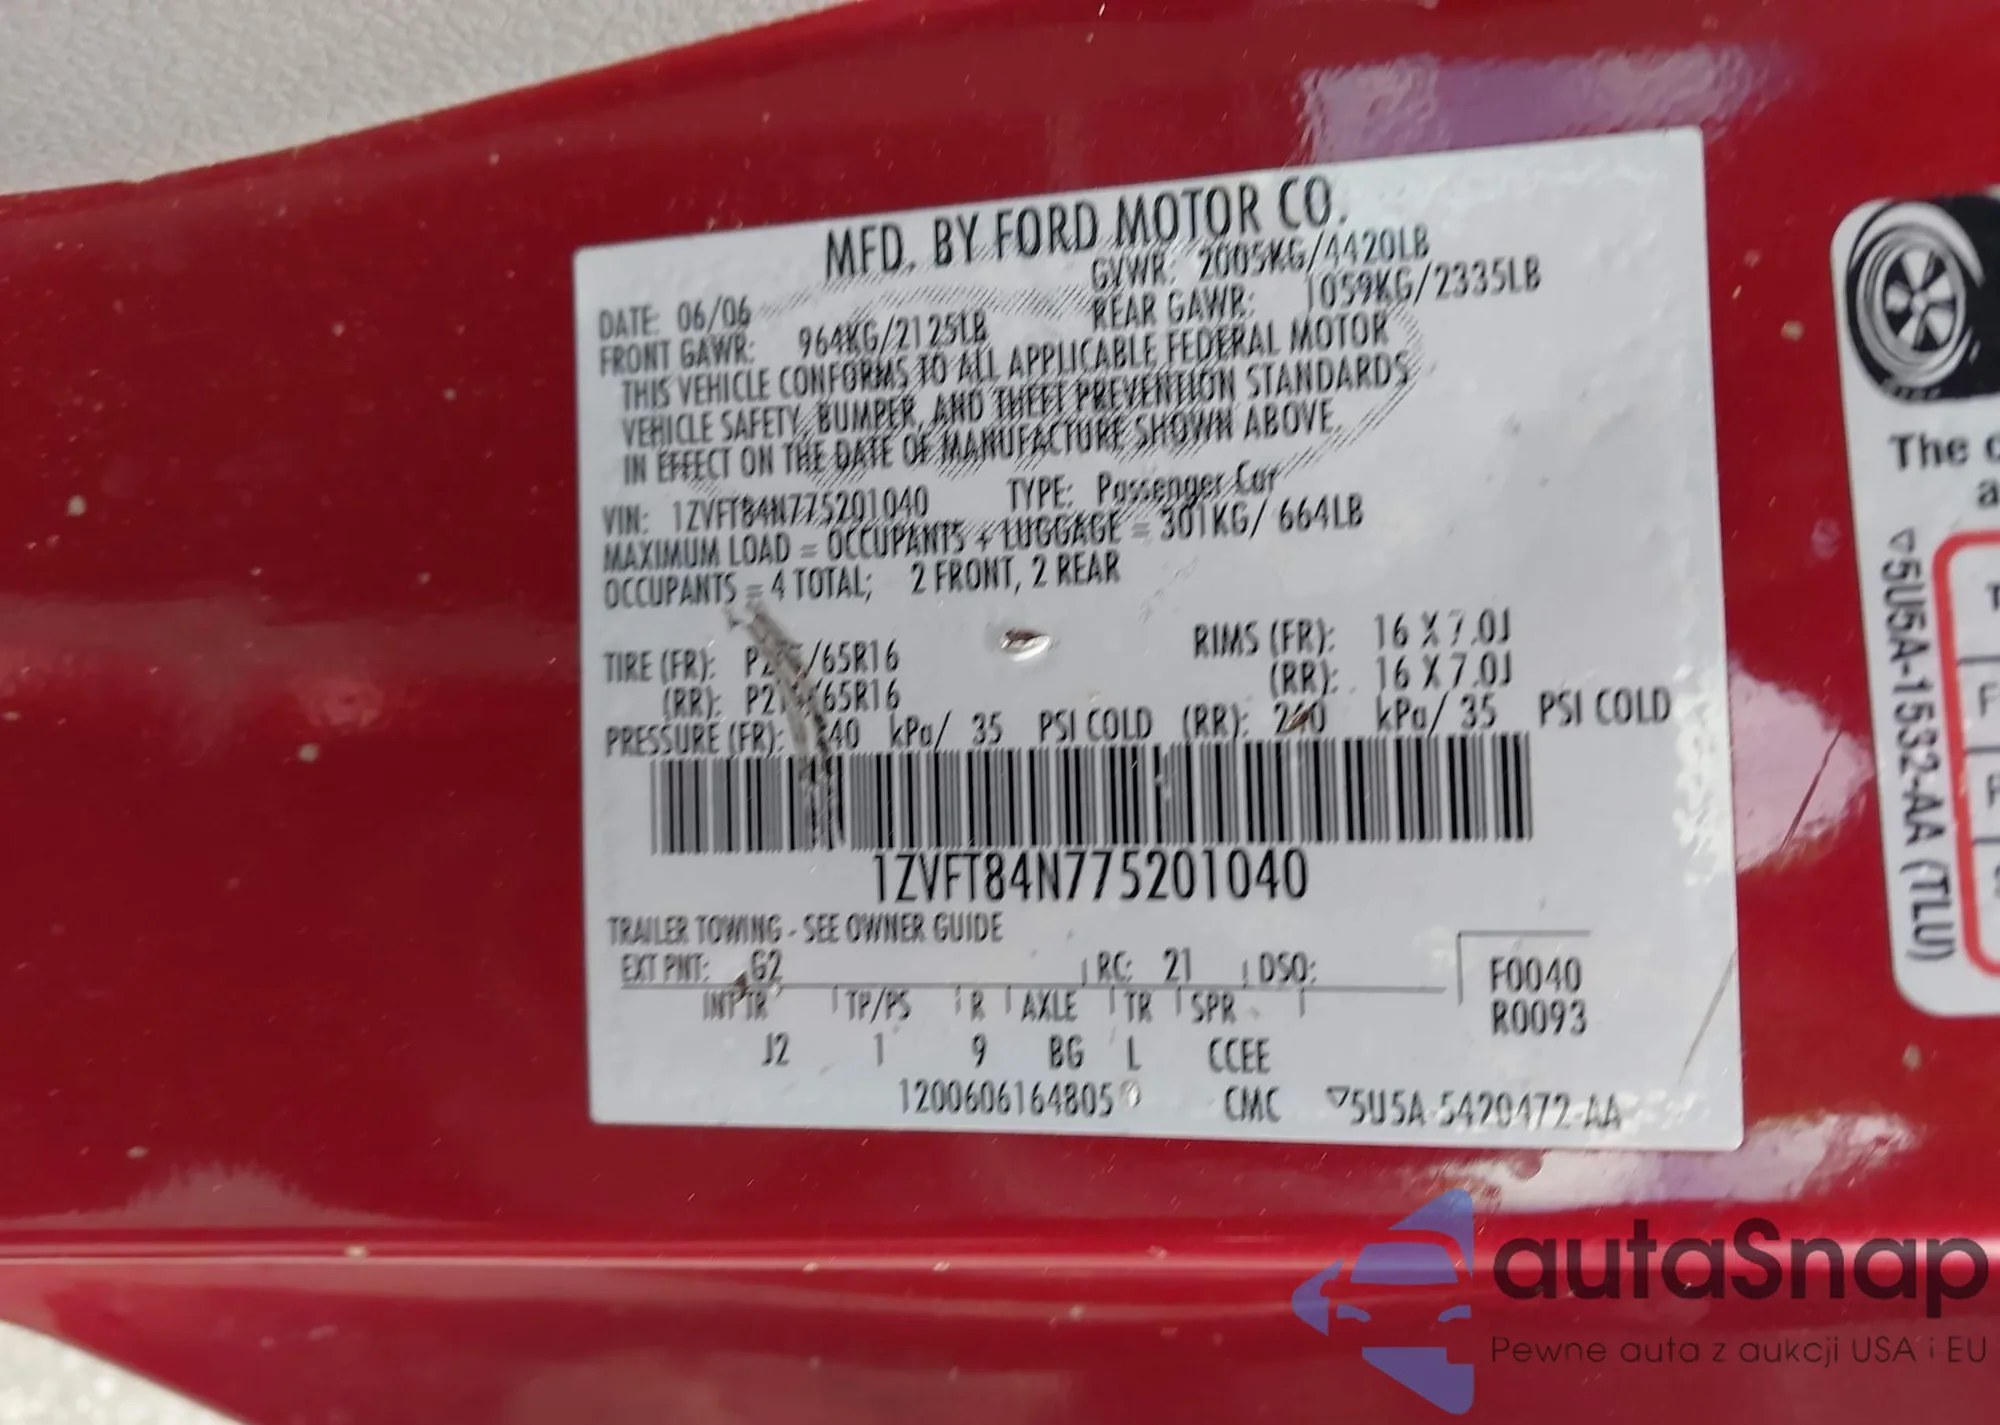 MFD. BY FORD MOTOR CO.
DATE: 06/06 GVWR: 2005KG/4420LB
FRONT GAWR: 964KG/2125LB REAR GAWR: 1059KG/2335LB
THIS VEHICLE CONFORMS TO ALL APPLICABLE FEDERAL MOTOR
VEHICLE SAFETY, BUMPER, AND THEFT PREVENTION STANDARDS
IN EFFECT ON THE DATE OF MANUFACTURE SHOWN ABOVE.
VIN: 1ZVFT84N775201040 TYPE: Passenger Car
MAXIMUM LOAD = OCCUPANTS + LUGGAGE = 301KG/ 664LB
OCCUPANTS = 4 TOTAL; 2 FRONT, 2 REAR
TIRE (FR): /65R16 RIMS (FR): 16 X 7.0J
(RR): 65R16 (RR): 16 X 7.0J
PRESSURE (FR): kPa/ 35 PSI COLD (RR): 240 kPa/ 35 PSI COLD
1ZVFT84N775201040
TRAILER TOWING - SEE OWNER GUIDE
EXT PNT: G2 RC: 21 DSO:
INT TR TP/PS R AXLE TR SPR
J2 1 9 BG L CCEE
F0040
R0093
CMC ▽5U5A-5420472-AA
The
▽5U5A-1532-AA (TLU)
autaSnap
Pewne auta z aukcji USA i EU